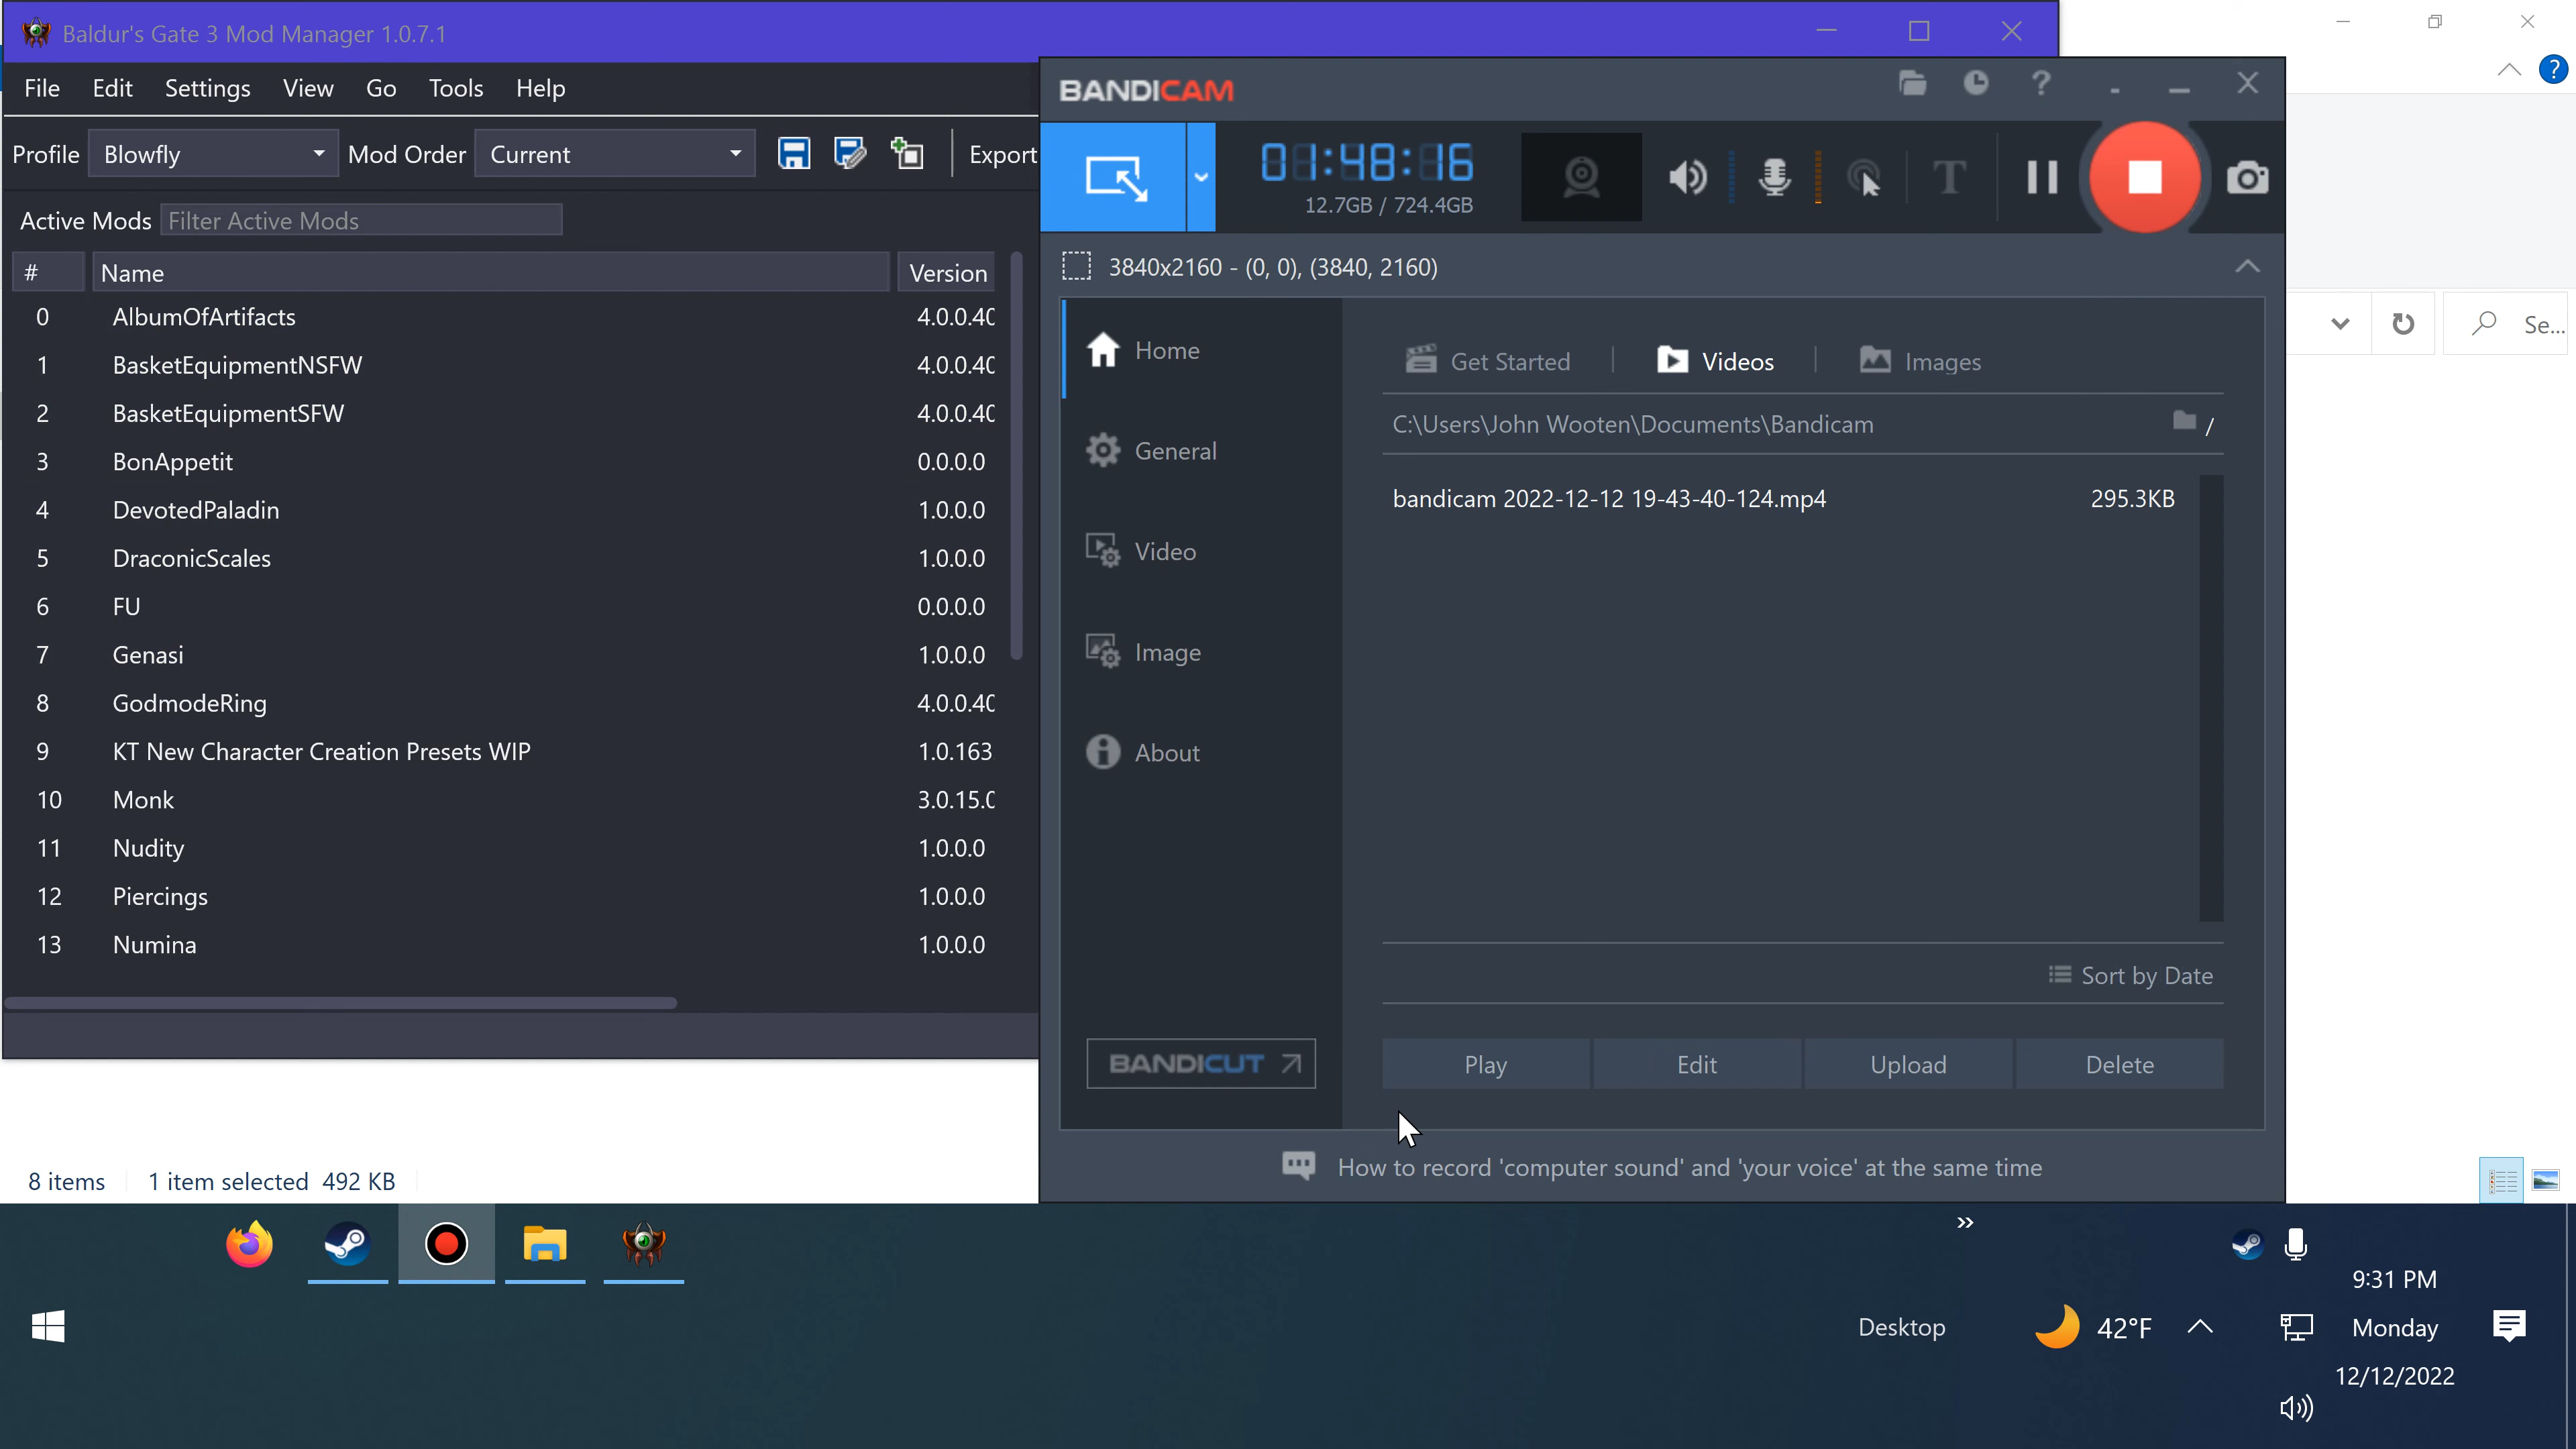 Baldur's Gate 3 Mod Manager 1.0.7.1
File Edit Settings View Go Tools Help
Profile Blowfly Mod Order Current Export
Active Mods Filter Active Mods
# Name Version
0 AlbumOfArtifacts 4.0.0.40
1 BasketEquipmentNSFW 4.0.0.40
2 BasketEquipmentSFW 4.0.0.40
3 BonAppetit 0.0.0.0
4 DevotedPaladin 1.0.0.0
5 DraconicScales 1.0.0.0
6 FU 0.0.0.0
7 Genasi 1.0.0.0
8 GodmodeRing 4.0.0.40
9 KT New Character Creation Presets WIP 1.0.163
10 Monk 3.0.15.0
11 Nudity 1.0.0.0
12 Piercings 1.0.0.0
13 Numina 1.0.0.0
BANDICAM
01:48:16
12.7GB / 724.4GB
T
3840x2160 - (0, 0), (3840, 2160)
Home
General
Video
Image
About
BANDICUT
Get Started Videos Images
C:\Users\John Wooten\Documents\Bandicam /
bandicam 2022-12-12 19-43-40-124.mp4 295.3KB
Sort by Date
Play Edit Upload Delete
How to record 'computer sound' and 'your voice' at the same time
?
Se...
8 items 1 item selected 492 KB
Desktop
42°F
9:31 PM
Monday
12/12/2022